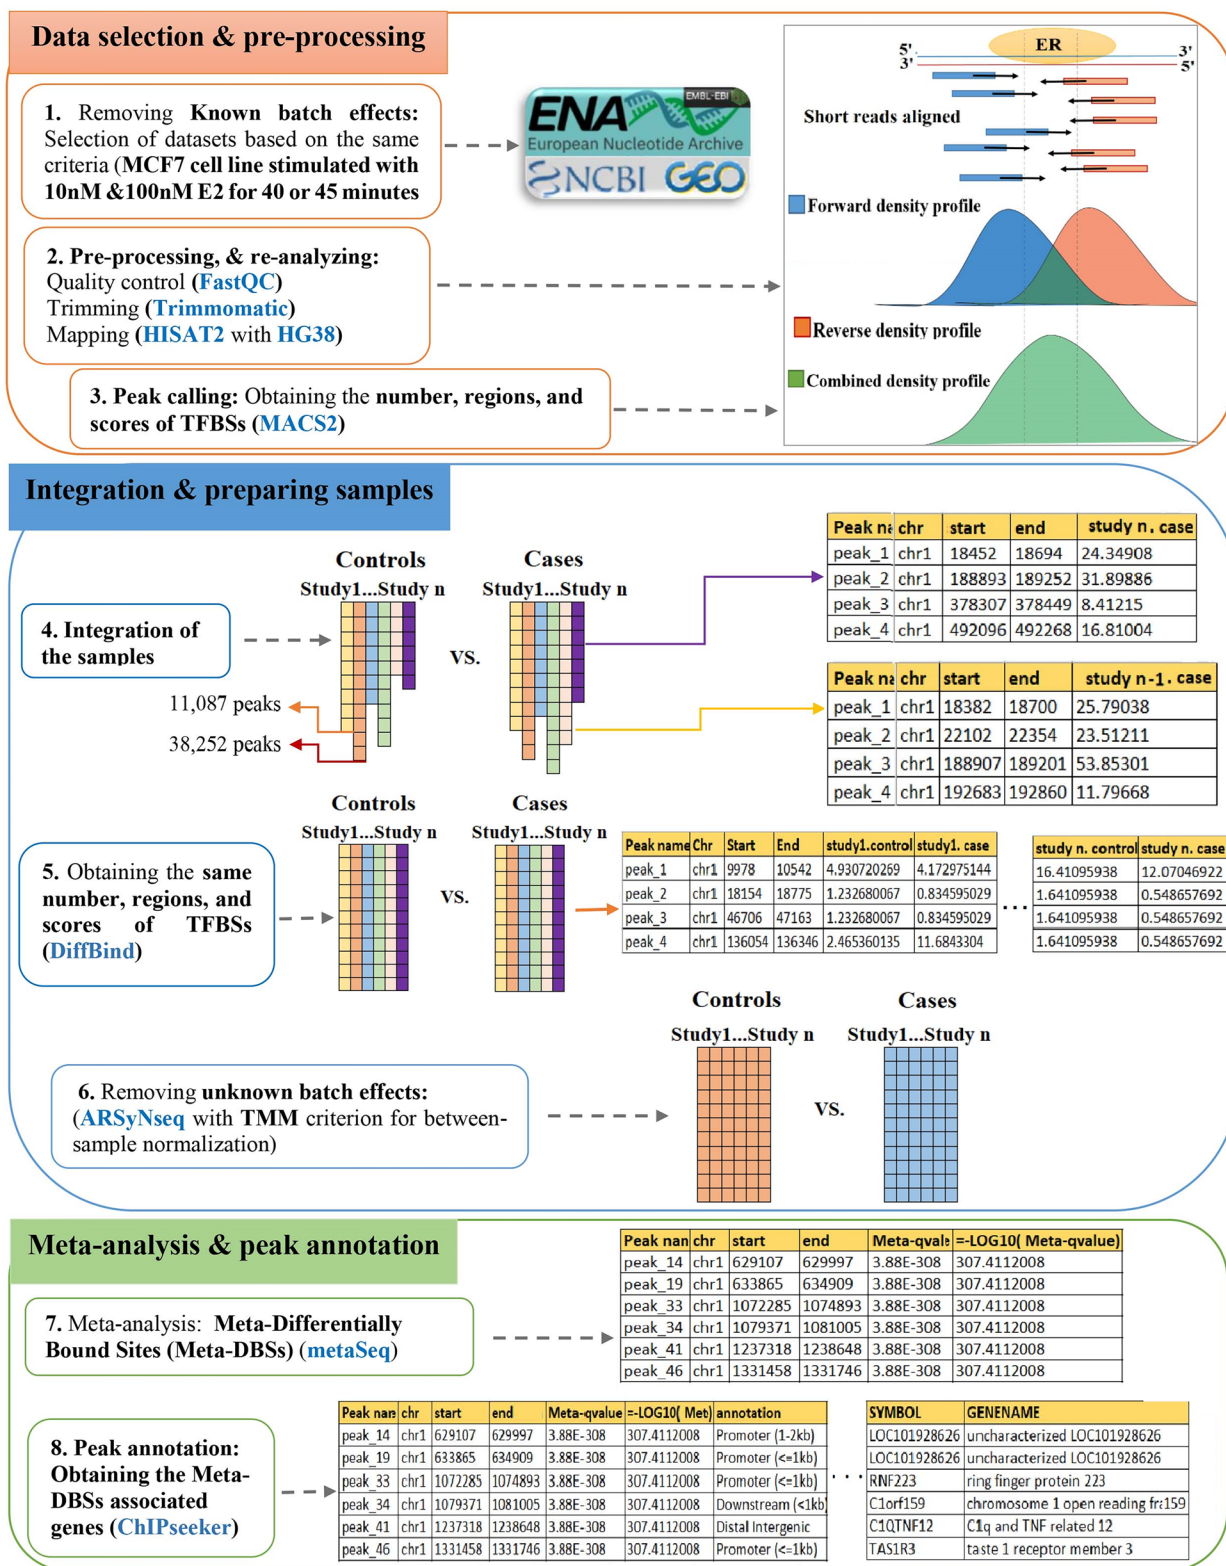 Data selection & pre-processing
1. Removing Known batch effects:
Selection of datasets based on the same
criteria (MCF7 cell line stimulated with
10nM &100nM E2 for 40 or 45 minutes
ENA
EMBL-EBI
European Nucleotide Archive
NCBI GEO
2. Pre-processing, & re-analyzing:
Quality control (FastQC)
Trimming (Trimmomatic)
Mapping (HISAT2 with HG38)
3. Peak calling: Obtaining the number, regions, and
scores of TFBSs (MACS2)
ER
5' 3'
3' 5'
Short reads aligned
Forward density profile
Reverse density profile
Combined density profile
Integration & preparing samples
4. Integration of
the samples
Controls Cases
Study1...Study n Study1...Study n
VS.
11,087 peaks
38,252 peaks
Peak na chr start end study n. case
peak_1 chr1 18452 18694 24.34908
peak_2 chr1 188893 189252 31.89886
peak_3 chr1 378307 378449 8.41215
peak_4 chr1 492096 492268 16.81004
Peak na chr start end study n-1. case
peak_1 chr1 18382 18700 25.79038
peak_2 chr1 22102 22354 23.51211
peak_3 chr1 188907 189201 53.85301
peak_4 chr1 192683 192860 11.79668
5. Obtaining the same
number, regions, and
scores of TFBSs
(DiffBind)
Controls Cases
Study1...Study n Study1...Study n
VS.
Peak name Chr Start End study1.control study1. case
peak_1 chr1 9978 10542 4.930720269 4.172975144
peak_2 chr1 18154 18775 1.232680067 0.834595029
peak_3 chr1 46706 47163 1.232680067 0.834595029
peak_4 chr1 136054 136346 2.465360135 11.6843304
...
study n. control study n. case
16.41095938 12.07046922
1.641095938 0.548657692
1.641095938 0.548657692
1.641095938 0.548657692
6. Removing unknown batch effects:
(ARSyNseq with TMM criterion for between-
sample normalization)
Controls Cases
Study1...Study n Study1...Study n
VS.
Meta-analysis & peak annotation
7. Meta-analysis: Meta-Differentially
Bound Sites (Meta-DBSs) (metaSeq)
Peak nan chr start end Meta-qvalu =-LOG10( Meta-qvalue)
peak_14 chr1 629107 629997 3.88E-308 307.4112008
peak_19 chr1 633865 634909 3.88E-308 307.4112008
peak_33 chr1 1072285 1074893 3.88E-308 307.4112008
peak_34 chr1 1079371 1081005 3.88E-308 307.4112008
peak_41 chr1 1237318 1238648 3.88E-308 307.4112008
peak_46 chr1 1331458 1331746 3.88E-308 307.4112008
8. Peak annotation:
Obtaining the Meta-
DBSs associated
genes (ChIPseeker)
Peak nan chr start end Meta-qvalue =-LOG10( Met) annotation
peak_14 chr1 629107 629997 3.88E-308 307.4112008 Promoter (1-2kb)
peak_19 chr1 633865 634909 3.88E-308 307.4112008 Promoter (<=1kb)
peak_33 chr1 1072285 1074893 3.88E-308 307.4112008 Promoter (<=1kb)
peak_34 chr1 1079371 1081005 3.88E-308 307.4112008 Downstream (<1kb)
peak_41 chr1 1237318 1238648 3.88E-308 307.4112008 Distal Intergenic
peak_46 chr1 1331458 1331746 3.88E-308 307.4112008 Promoter (<=1kb)
...
SYMBOL GENENAME
LOC101928626 uncharacterized LOC101928626
LOC101928626 uncharacterized LOC101928626
RNF223 ring finger protein 223
C1orf159 chromosome 1 open reading fra159
C1QTNF12 C1q and TNF related 12
TAS1R3 taste 1 receptor member 3